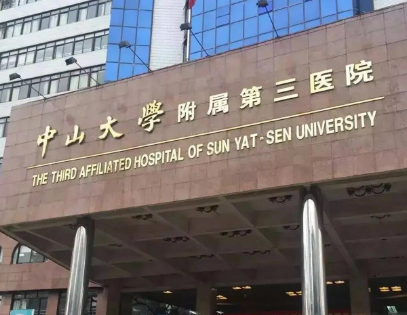 中山大學附属第三医院
THE THIRD AFFILIATED HOSPITAL OF SUN YAT-SEN UNIVERSITY